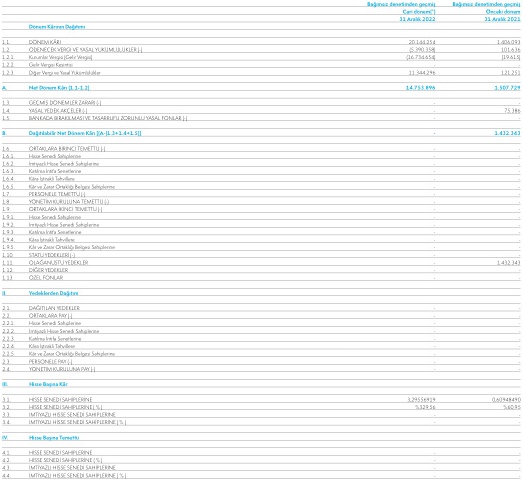 Bağımsız denetimden geçmiş Bağımsız denetimden geçmiş
Cari dönem(*) Önceki dönem
31 Aralık 2022 31 Aralık 2021
Dönem Kârının Dağıtımı
1.1. DÖNEM KÂRI 20.144.254 1.406.093
1.2. ÖDENECEK VERGİ VE YASAL YÜKÜMLÜLÜKLER (-) (5.390.358) 101.636
1.2.1. Kurumlar Vergisi (Gelir Vergisi) (16.734.654) (19.615)
1.2.2. Gelir Vergisi Kesintisi - -
1.2.3. Diğer Vergi ve Yasal Yükümlülükler 11.344.296 121.251
A. Net Dönem Kârı (1.1-1.2) 14.753.896 1.507.729
1.3. GEÇMİŞ DÖNEMLER ZARARI (-) - -
1.4. YASAL YEDEK AKÇELER (-) - 75.386
1.5. BANKADA BIRAKILMASI VE TASARRUFU ZORUNLU YASAL FONLAR (-) - -
B. Dağıtılabilir Net Dönem Kârı [(A-(1.3+1.4+1.5)] - 1.432.343
1.6. ORTAKLARA BİRİNCİ TEMETTÜ (-) - -
1.6.1. Hisse Senedi Sahiplerine - -
1.6.2. İmtiyazlı Hisse Senedi Sahiplerine - -
1.6.3. Katılma İntifa Senetlerine - -
1.6.4. Kâra İştirakli Tahvillere - -
1.6.5. Kâr ve Zarar Ortaklığı Belgesi Sahiplerine - -
1.7. PERSONELE TEMETTÜ (-) - -
1.8. YÖNETİM KURULUNA TEMETTÜ (-) - -
1.9. ORTAKLARA İKİNCİ TEMETTÜ (-) - -
1.9.1. Hisse Senedi Sahiplerine - -
1.9.2. İmtiyazlı Hisse Senedi Sahiplerine - -
1.9.3. Katılma İntifa Senetlerine - -
1.9.4. Kâra İştirakli Tahvillere - -
1.9.5. Kâr ve Zarar Ortaklığı Belgesi Sahiplerine - -
1.10. STATÜ YEDEKLERİ (-) - -
1.11. OLAĞANÜSTÜ YEDEKLER - 1.432.343
1.12. DİĞER YEDEKLER - -
1.13. ÖZEL FONLAR - -
II. Yedeklerden Dağıtım
2.1. DAĞITILAN YEDEKLER - -
2.2. ORTAKLARA PAY (-) - -
2.2.1. Hisse Senedi Sahiplerine - -
2.2.2. İmtiyazlı Hisse Senedi Sahiplerine - -
2.2.3. Katılma İntifa Senetlerine - -
2.2.4. Kâra İştirakli Tahvillere - -
2.2.5. Kâr ve Zarar Ortaklığı Belgesi Sahiplerine - -
2.3. PERSONELE PAY (-) - -
2.4. YÖNETİM KURULUNA PAY (-) - -
III. Hisse Başına Kâr
3.1. HİSSE SENEDİ SAHİPLERİNE 3,29556919 0,60948490
3.2. HİSSE SENEDİ SAHİPLERİNE ( % ) %329,56 %60,95
3.3. İMTİYAZLI HİSSE SENEDİ SAHİPLERİNE - -
3.4. İMTİYAZLI HİSSE SENEDİ SAHİPLERİNE ( % ) - -
IV. Hisse Başına Temettü
4.1. HİSSE SENEDİ SAHİPLERİNE - -
4.2. HİSSE SENEDİ SAHİPLERİNE ( % ) - -
4.3. İMTİYAZLI HİSSE SENEDİ SAHİPLERİNE - -
4.4. İMTİYAZLI HİSSE SENEDİ SAHİPLERİNE ( % ) - -